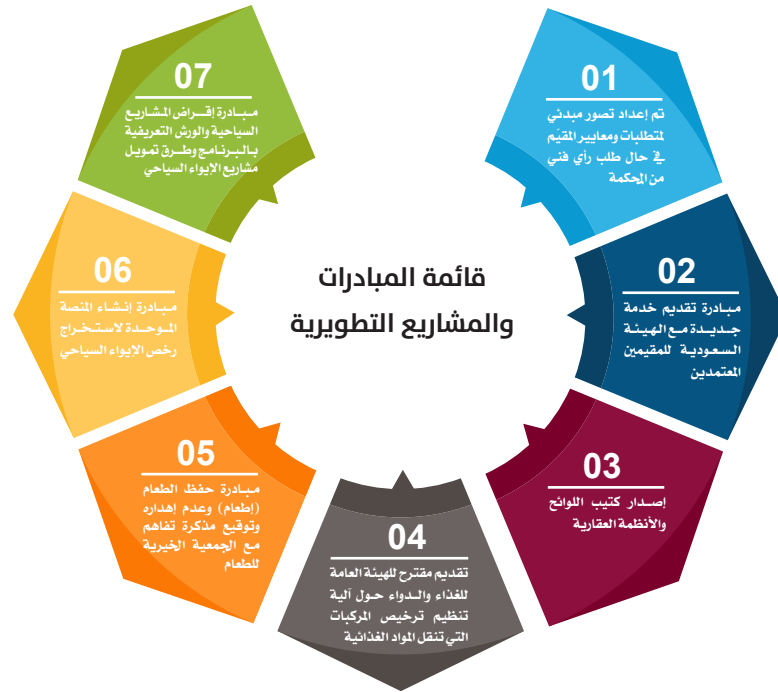 قائمة المبادرات
والمشاريع التطويرية
01
تم إعداد تصور مبدئي
لمتطلبات ومعايير المقيّم
في حال طلب رأي فني
من المحكمة
02
مبادرة تقديم خدمة
جديدة مع الهيئة
السعودية للمقيمين
المعتمدين
03
إصدار كتيب اللوائح
والأنظمة العقارية
04
تقديم مقترح للهيئة العامة
للغذاء والدواء حول آلية
تنظيم ترخيص المركبات
التي تنقل المواد الغذائية
05
مبادرة حفظ الطعام
(إطعام) وعدم إهداره
وتوقيع مذكرة تفاهم
مع الجمعية الخيرية
للطعام
06
مبادرة إنشاء المنصة
الموحدة لاستخراج
رخص الإيواء السياحي
07
مبادرة إقراض المشاريع
السياحية والورش التعريفية
بالبرنامج وطرق تمويل
مشاريع الإيواء السياحي